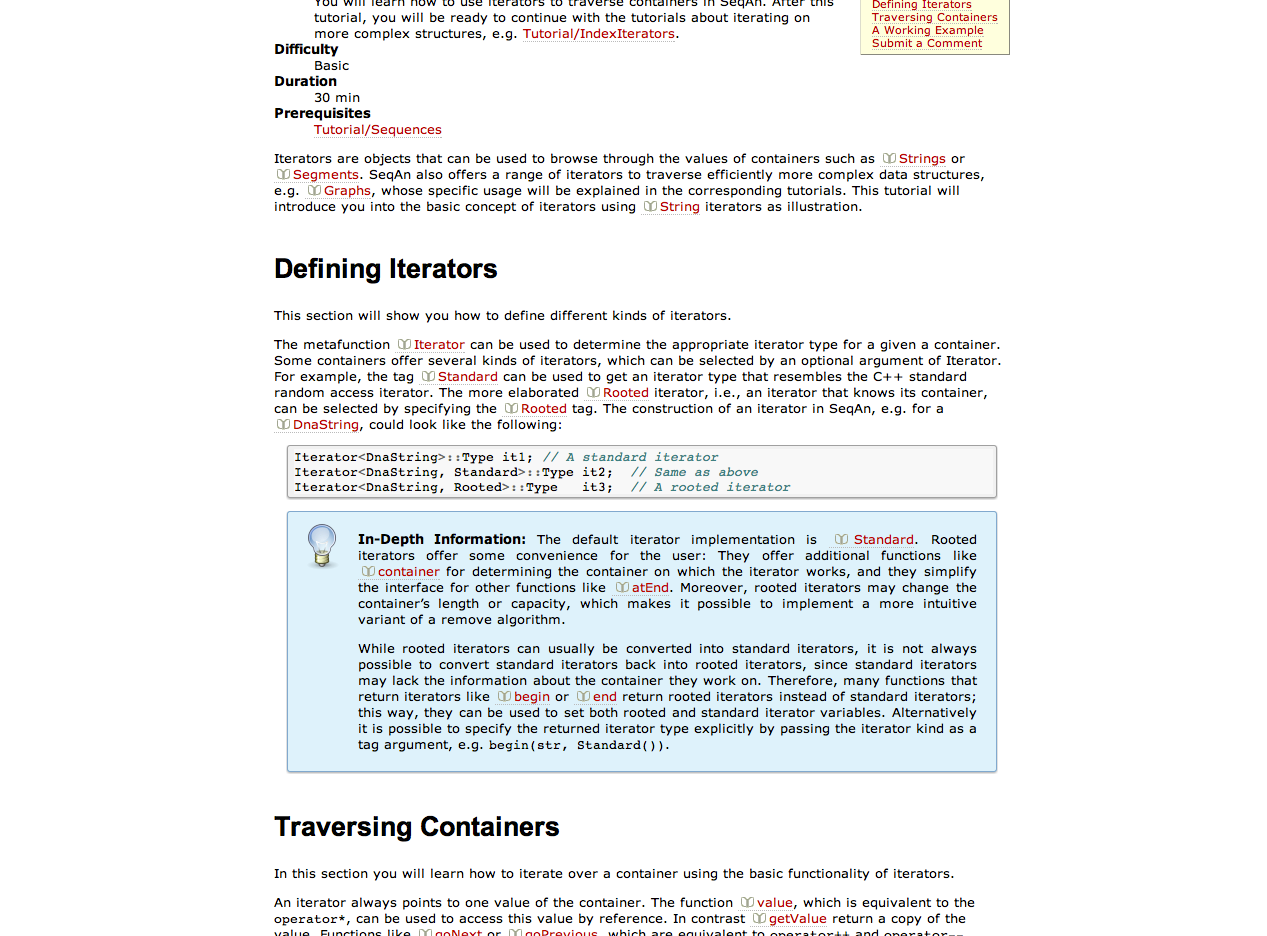 You will learn how to use iterators to traverse containers in SeqAn. After this
tutorial, you will be ready to continue with the tutorials about iterating on
more complex structures, e.g. Tutorial/IndexIterators.
Defining Iterators
Traversing Containers
A Working Example
Submit a Comment
Difficulty
Basic
Duration
30 min
Prerequisites
Tutorial/Sequences
Iterators are objects that can be used to browse through the values of containers such as Strings or
Segments. SeqAn also offers a range of iterators to traverse efficiently more complex data structures,
e.g. Graphs, whose specific usage will be explained in the corresponding tutorials. This tutorial will
introduce you into the basic concept of iterators using String iterators as illustration.
Defining Iterators
This section will show you how to define different kinds of iterators.
The metafunction Iterator can be used to determine the appropriate iterator type for a given a container.
Some containers offer several kinds of iterators, which can be selected by an optional argument of Iterator.
For example, the tag Standard can be used to get an iterator type that resembles the C++ standard
random access iterator. The more elaborated Rooted iterator, i.e., an iterator that knows its container,
can be selected by specifying the Rooted tag. The construction of an iterator in SeqAn, e.g. for a
DnaString, could look like the following:
Iterator<DnaString>::Type it1; // A standard iterator
Iterator<DnaString, Standard>::Type it2;  // Same as above
Iterator<DnaString, Rooted>::Type   it3;  // A rooted iterator
In-Depth Information: The default iterator implementation is Standard. Rooted
iterators offer some convenience for the user: They offer additional functions like
container for determining the container on which the iterator works, and they simplify
the interface for other functions like atEnd. Moreover, rooted iterators may change the
container's length or capacity, which makes it possible to implement a more intuitive
variant of a remove algorithm.
While rooted iterators can usually be converted into standard iterators, it is not always
possible to convert standard iterators back into rooted iterators, since standard iterators
may lack the information about the container they work on. Therefore, many functions that
return iterators like begin or end return rooted iterators instead of standard iterators;
this way, they can be used to set both rooted and standard iterator variables. Alternatively
it is possible to specify the returned iterator type explicitly by passing the iterator kind as a
tag argument, e.g. begin(str, Standard()).
Traversing Containers
In this section you will learn how to iterate over a container using the basic functionality of iterators.
An iterator always points to one value of the container. The function value, which is equivalent to the
operator*, can be used to access this value by reference. In contrast getValue return a copy of the
value. Functions like goNext or goPrevious, which are equivalent to operator++ and operator--